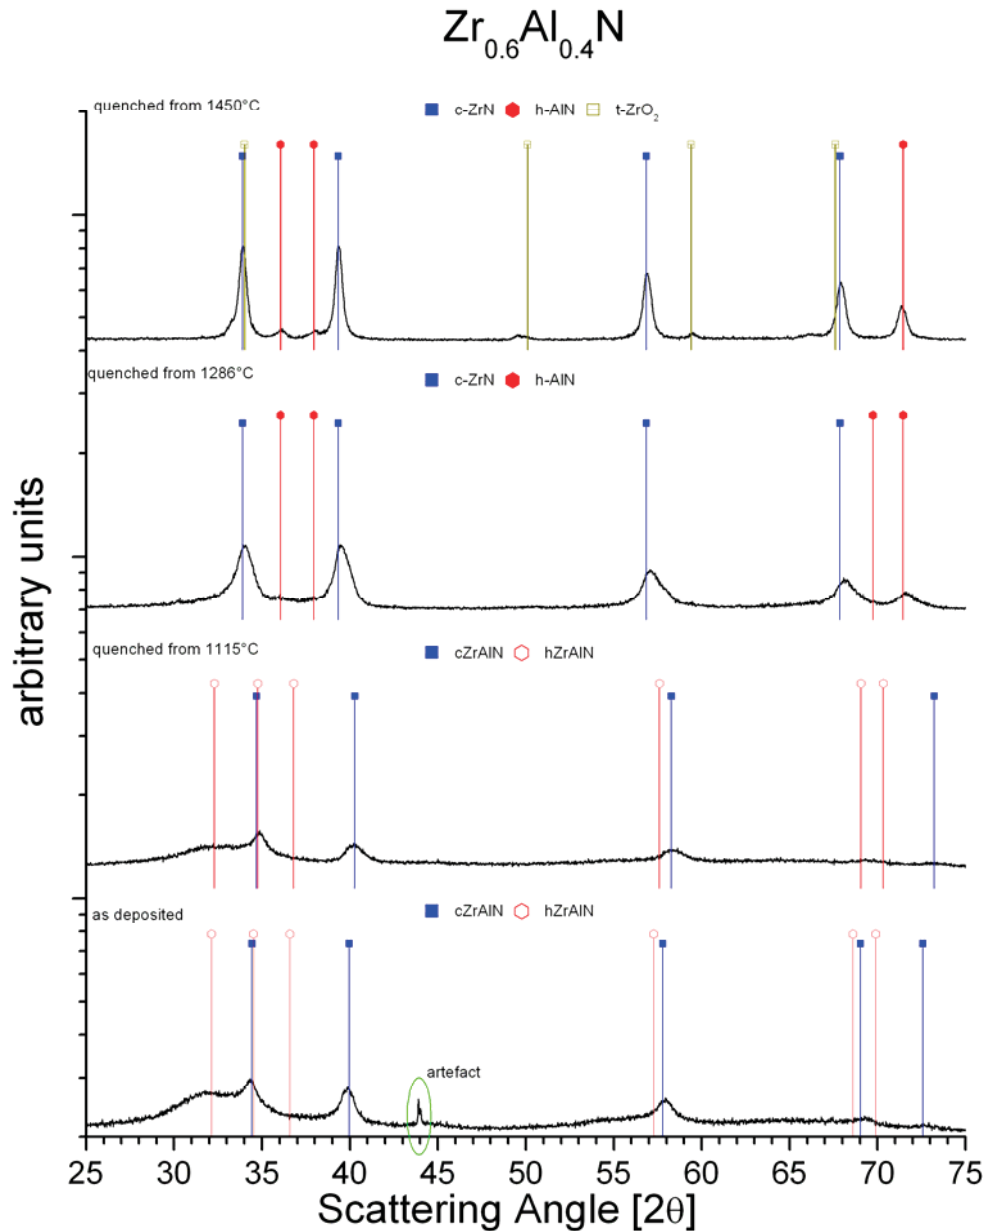 Zr0.6Al0.4N
quenched from 1450°C
c-ZrN h-AlN t-ZrO2
quenched from 1286°C
c-ZrN h-AlN
quenched from 1115°C
cZrAlN hZrAlN
as deposited
cZrAlN hZrAlN
artefact
arbitrary units
25 30 35 40 45 50 55 60 65 70 75
Scattering Angle [2θ]